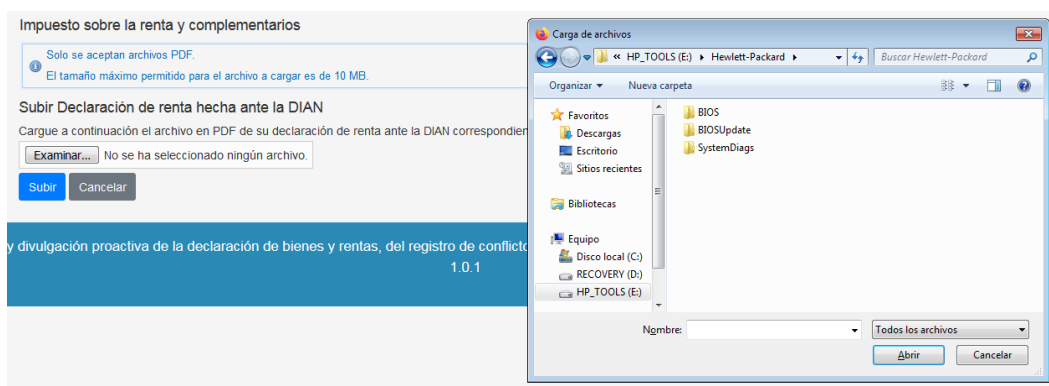 Impuesto sobre la renta y complementarios
Solo se aceptan archivos PDF.
El tamaño máximo permitido para el archivo a cargar es de 10 MB.
Subir Declaración de renta hecha ante la DIAN
Cargue a continuación el archivo en PDF de su declaración de renta ante la DIAN correspondien
Examinar... No se ha seleccionado ningún archivo.
Subir Cancelar
y divulgación proactiva de la declaración de bienes y rentas, del registro de conflicto
1.0.1
Carga de archivos
« HP_TOOLS (E:) Hewlett-Packard Buscar Hewlett-Packard
Organizar Nueva carpeta
Favoritos
Descargas
Escritorio
Sitios recientes
Bibliotecas
Equipo
Disco local (C:)
RECOVERY (D:)
HP_TOOLS (E:)
BIOS
BIOSUpdate
SystemDiags
Nombre: Todos los archivos
Abrir Cancelar